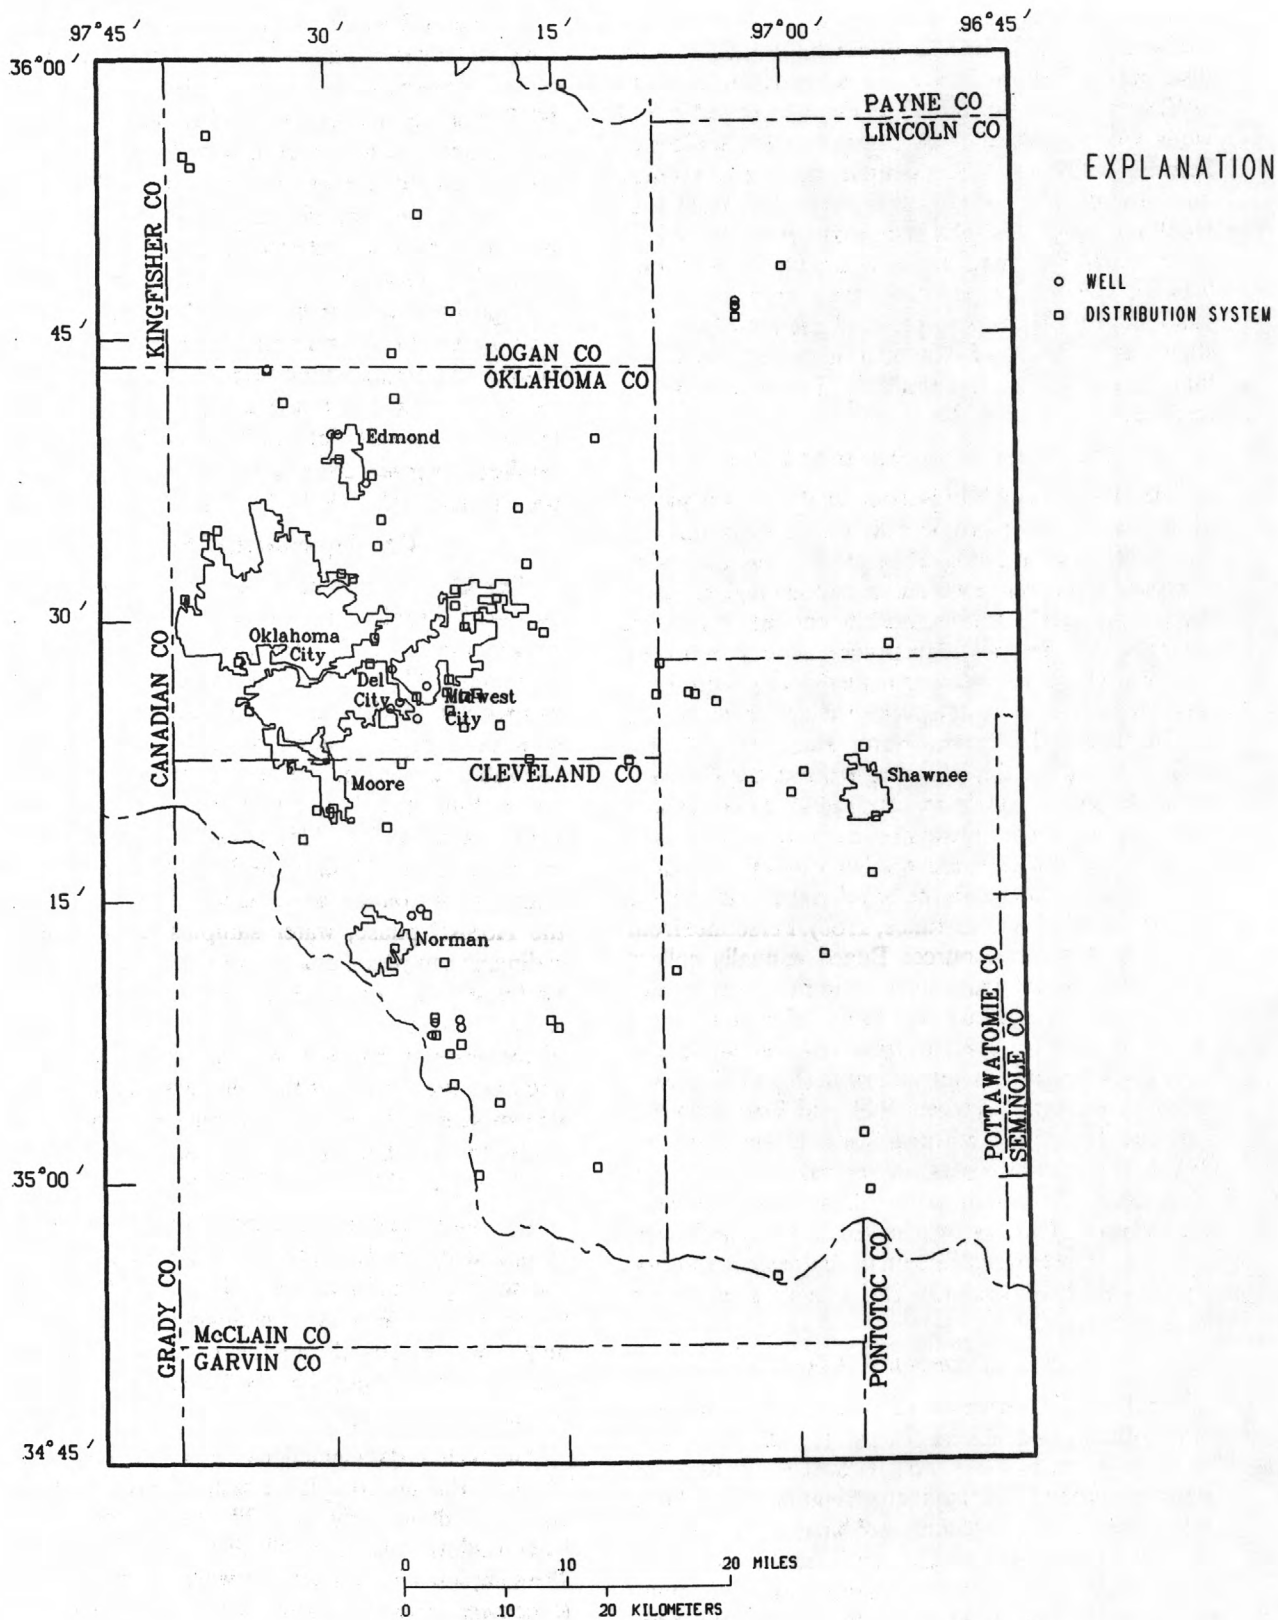 97°45′ 30′ 15′ 97°00′ 96°45′
36°00′
PAYNE CO
LINCOLN CO
EXPLANATION
KINGFISHER CO
WELL
DISTRIBUTION SYSTEM
45′
LOGAN CO
OKLAHOMA CO
Edmond
30′
Oklahoma
City
CANADIAN CO
Del
City
Midwest
City
CLEVELAND CO
Moore
Shawnee
15′
Norman
POTTAWATOMIE CO
SEMINOLE CO
35°00′
GRADY CO
McCLAIN CO
GARVIN CO
PONTOTOC CO
34°45′
0 10 20 MILES
0 10 20 KILOMETERS